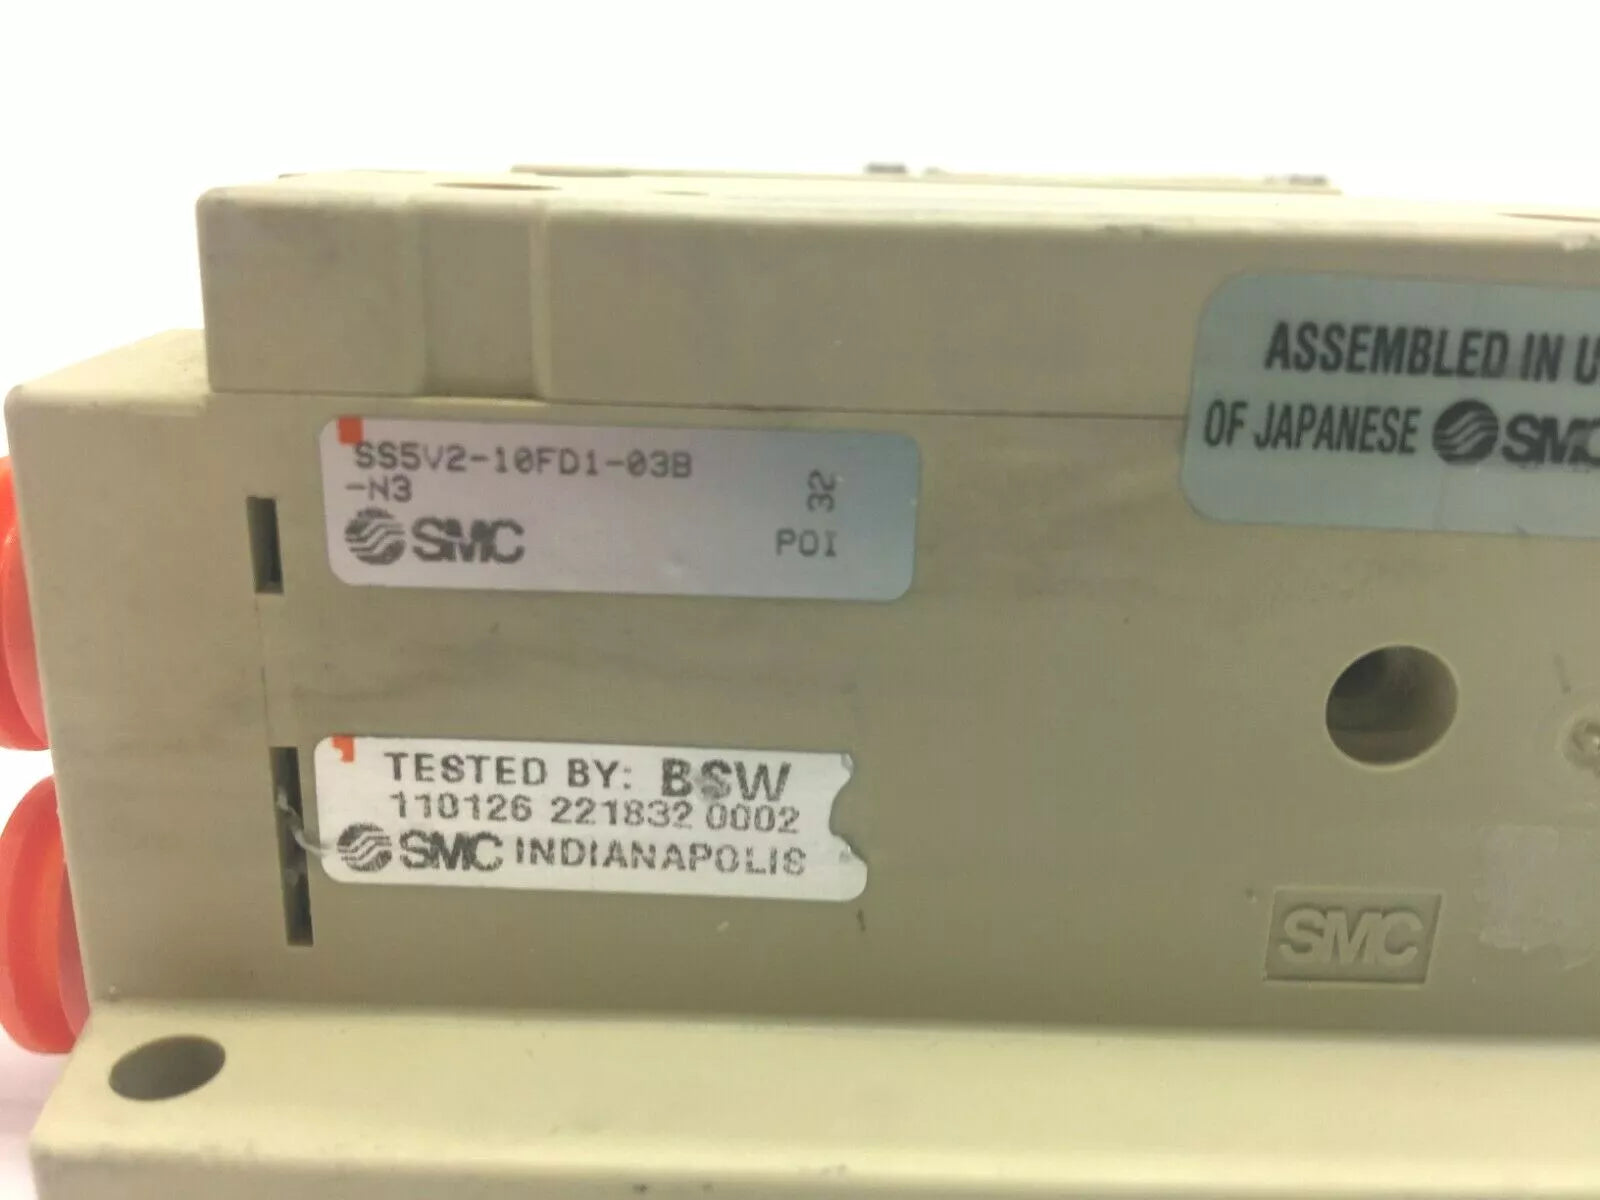 ASSEMBLED IN U
OF JAPANESE SMC
SS5V2-10FD1-03B
-N3
32
SMC
POI
TESTED BY: BSW
110126 221832 0002
SMC INDIANAPOLIS
SMC